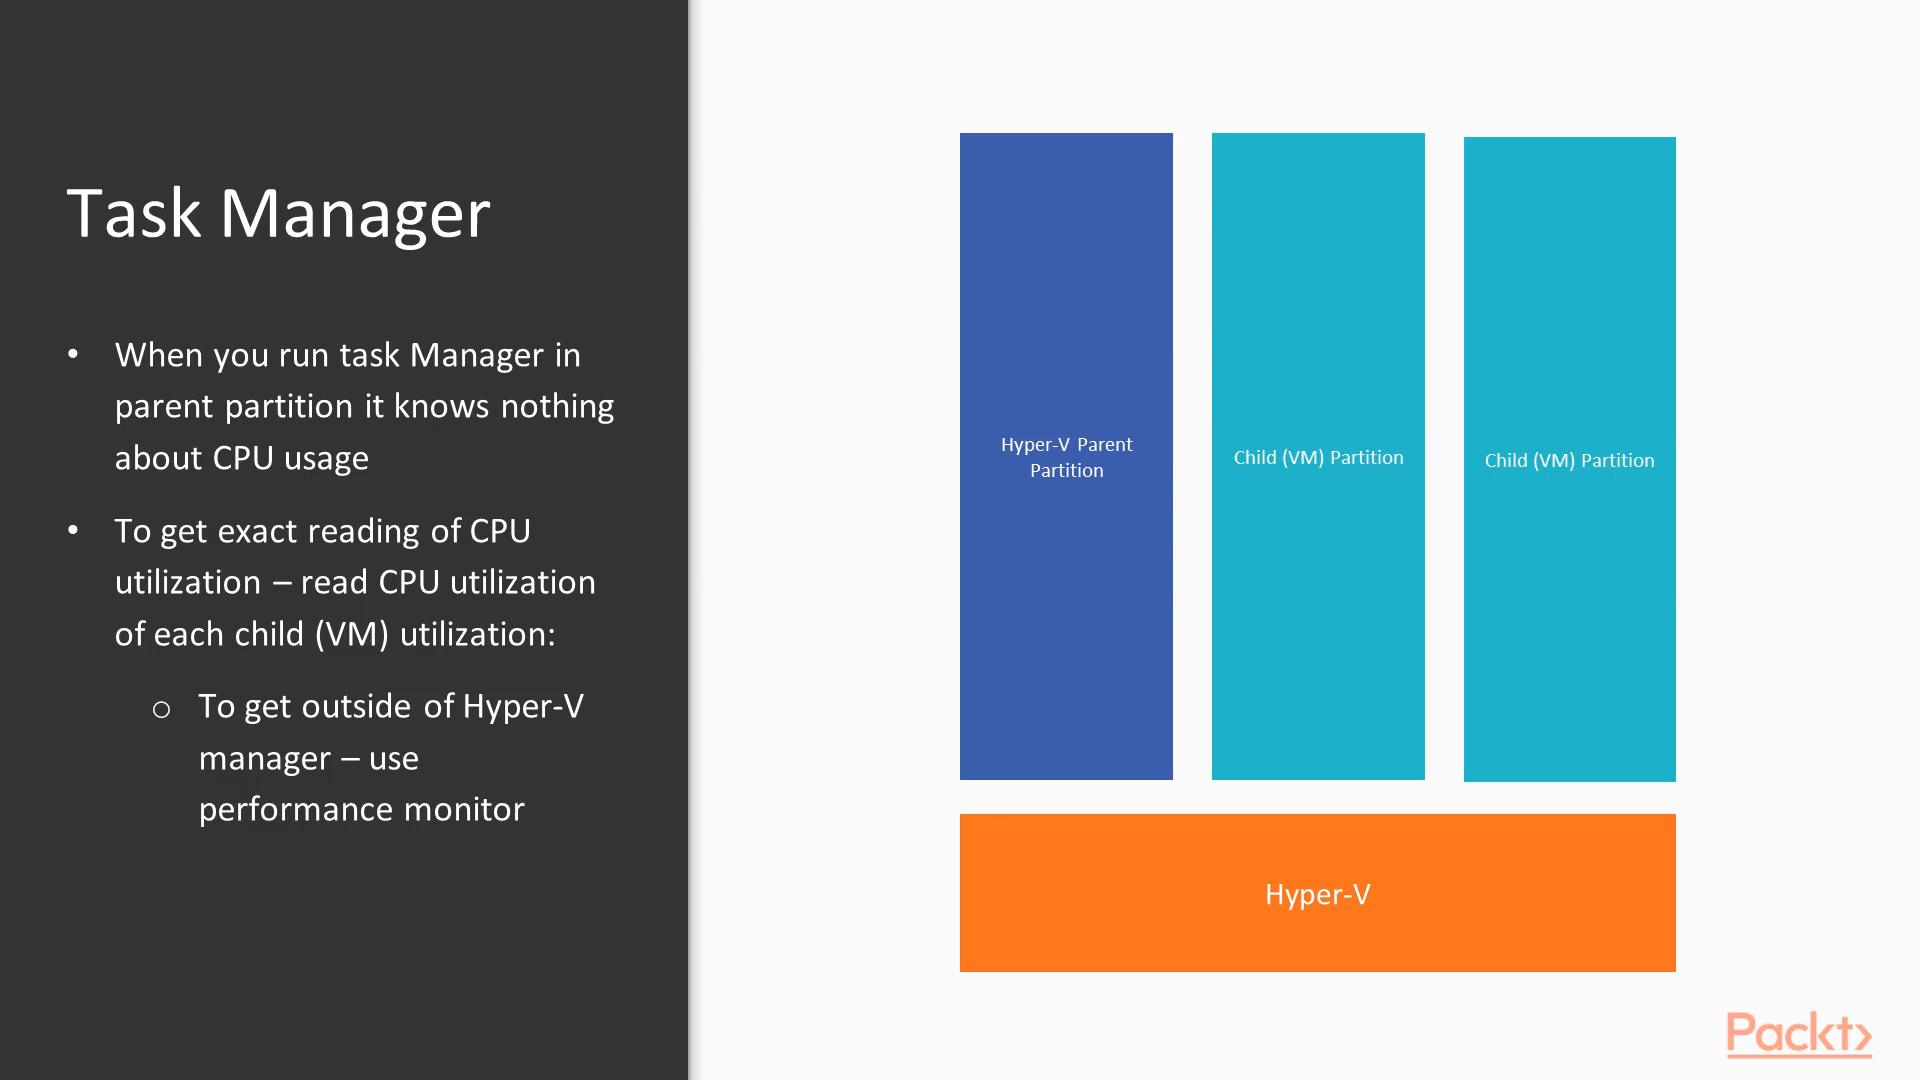 Task Manager
• When you run task Manager in
parent partition it knows nothing
about CPU usage
• To get exact reading of CPU
utilization – read CPU utilization
of each child (VM) utilization:
o To get outside of Hyper-V
manager – use
performance monitor
Hyper-V Parent
Partition
Child (VM) Partition
Child (VM) Partition
Hyper-V
Packt>